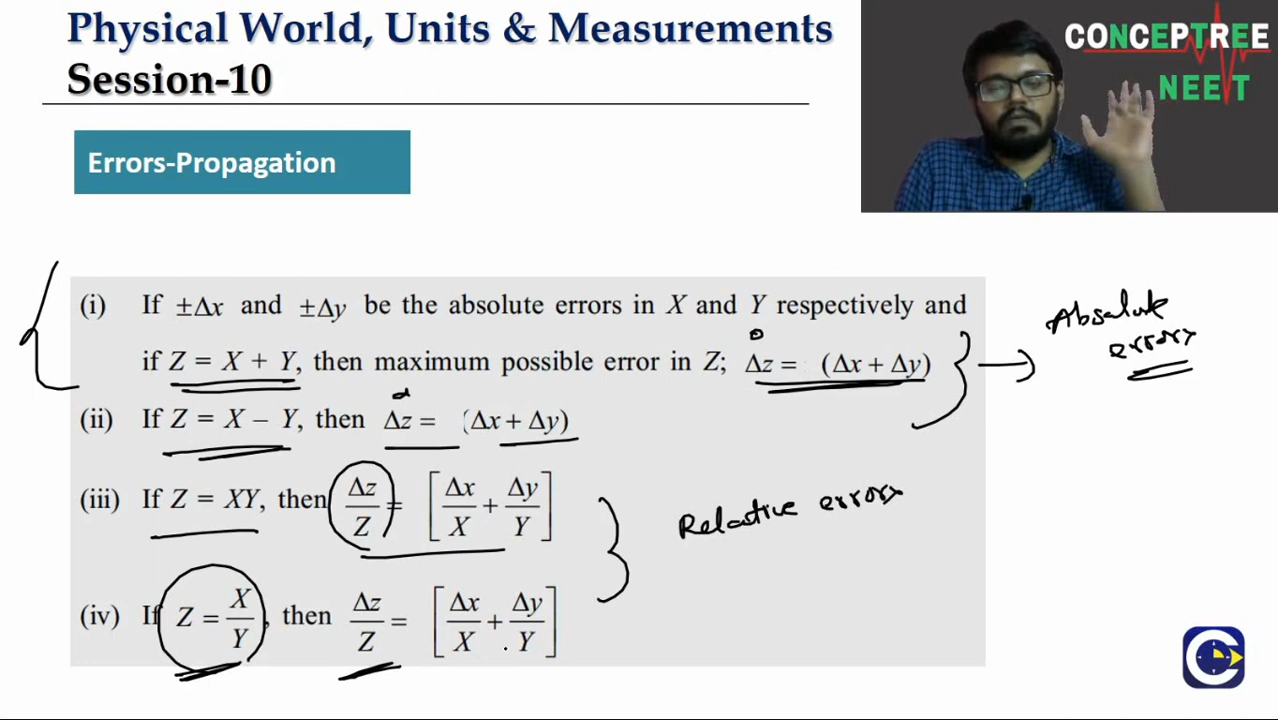 Physical World, Units & Measurements
Session-10
CONCEPTREE
NEET
Errors-Propagation
(i) If ±Δx and ±Δy be the absolute errors in X and Y respectively and
if Z = X + Y, then maximum possible error in Z; Δz = (Δx + Δy)
Absolute
errors
(ii) If Z = X – Y, then Δz = (Δx + Δy)
(iii) If Z = XY, then Δz/Z = [Δx/X + Δy/Y]
Relative errors
(iv) If Z = X/Y, then Δz/Z = [Δx/X + Δy/Y]